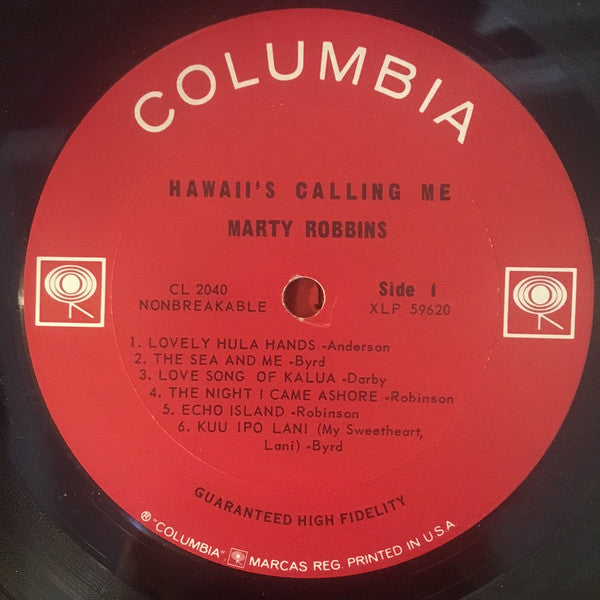 COLUMBIA
HAWAII'S CALLING ME
MARTY ROBBINS
CL 2040
NONBREAKABLE
Side 1
XLP 59620
1. LOVELY HULA HANDS -Anderson
2. THE SEA AND ME -Byrd
3. LOVE SONG OF KALUA -Darby
4. THE NIGHT I CAME ASHORE -Robinson
5. ECHO ISLAND -Robinson
6. KUU IPO LANI (My Sweetheart,
Lani) -Byrd
GUARANTEED HIGH FIDELITY
® "COLUMBIA" MARCAS REG. PRINTED IN U.S.A.